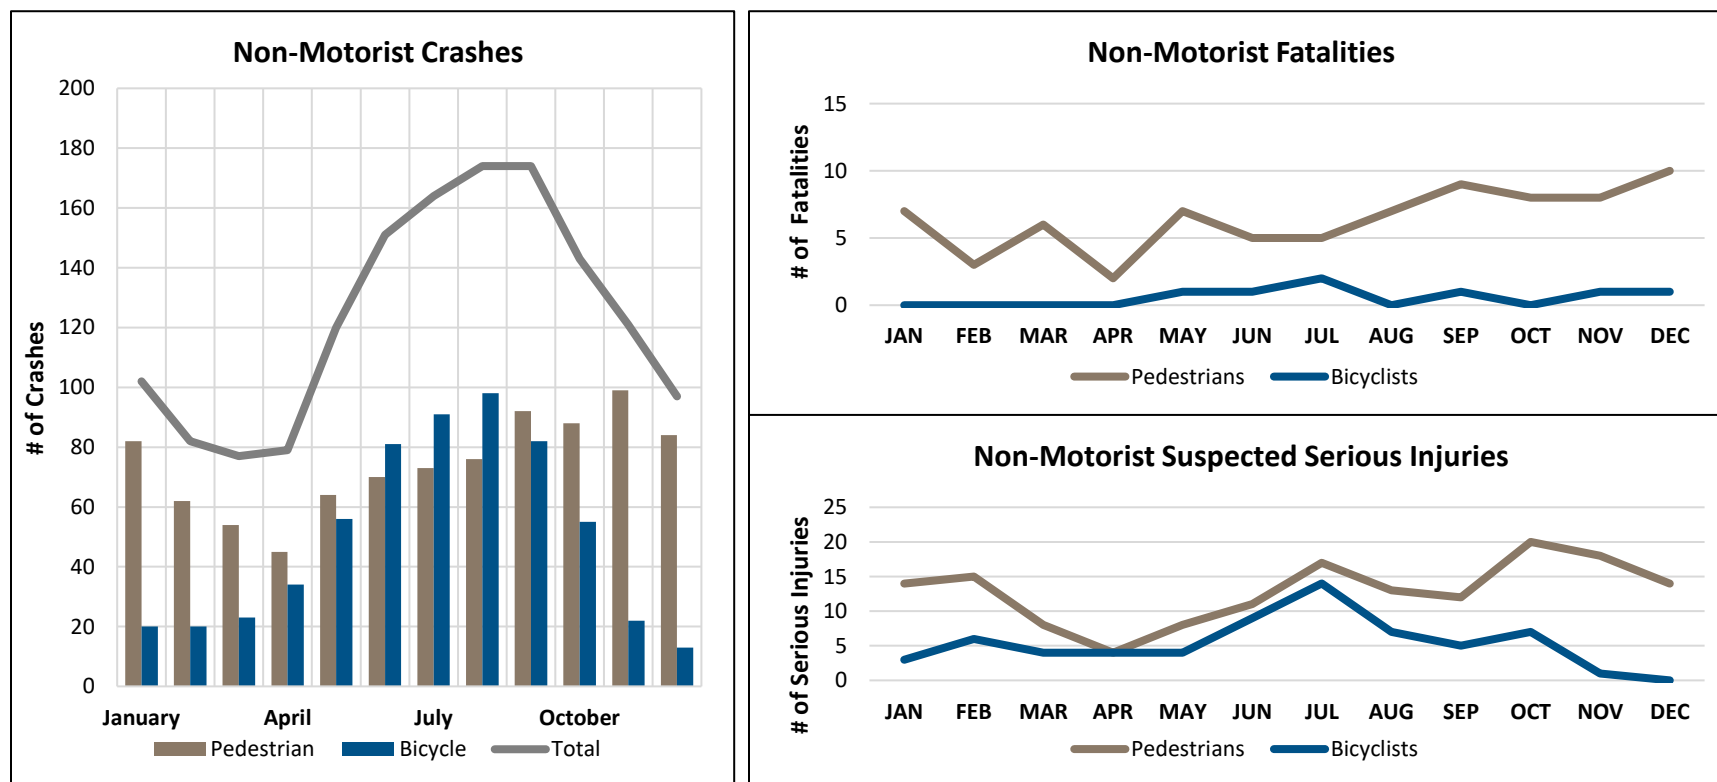 Non-Motorist Crashes
# of Crashes
200
180
160
140
120
100
80
60
40
20
0
January April July October
Pedestrian Bicycle Total
Non-Motorist Fatalities
# of Fatalities
15
10
5
0
JAN FEB MAR APR MAY JUN JUL AUG SEP OCT NOV DEC
Pedestrians Bicyclists
Non-Motorist Suspected Serious Injuries
# of Serious Injuries
25
20
15
10
5
0
JAN FEB MAR APR MAY JUN JUL AUG SEP OCT NOV DEC
Pedestrians Bicyclists